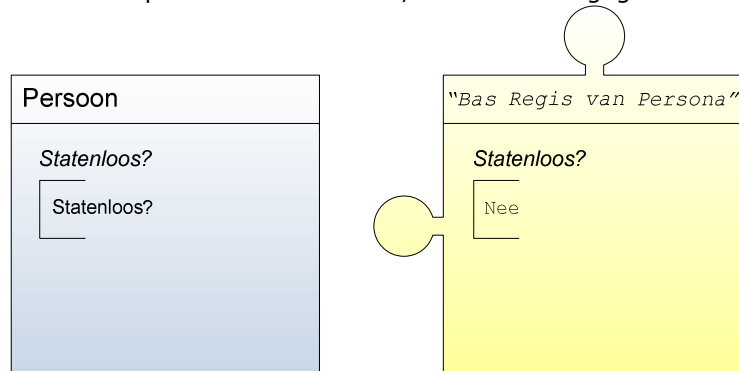 Persoon
Statenloos?
Statenloos?
"Bas Regis van Persona"
Statenloos?
Nee